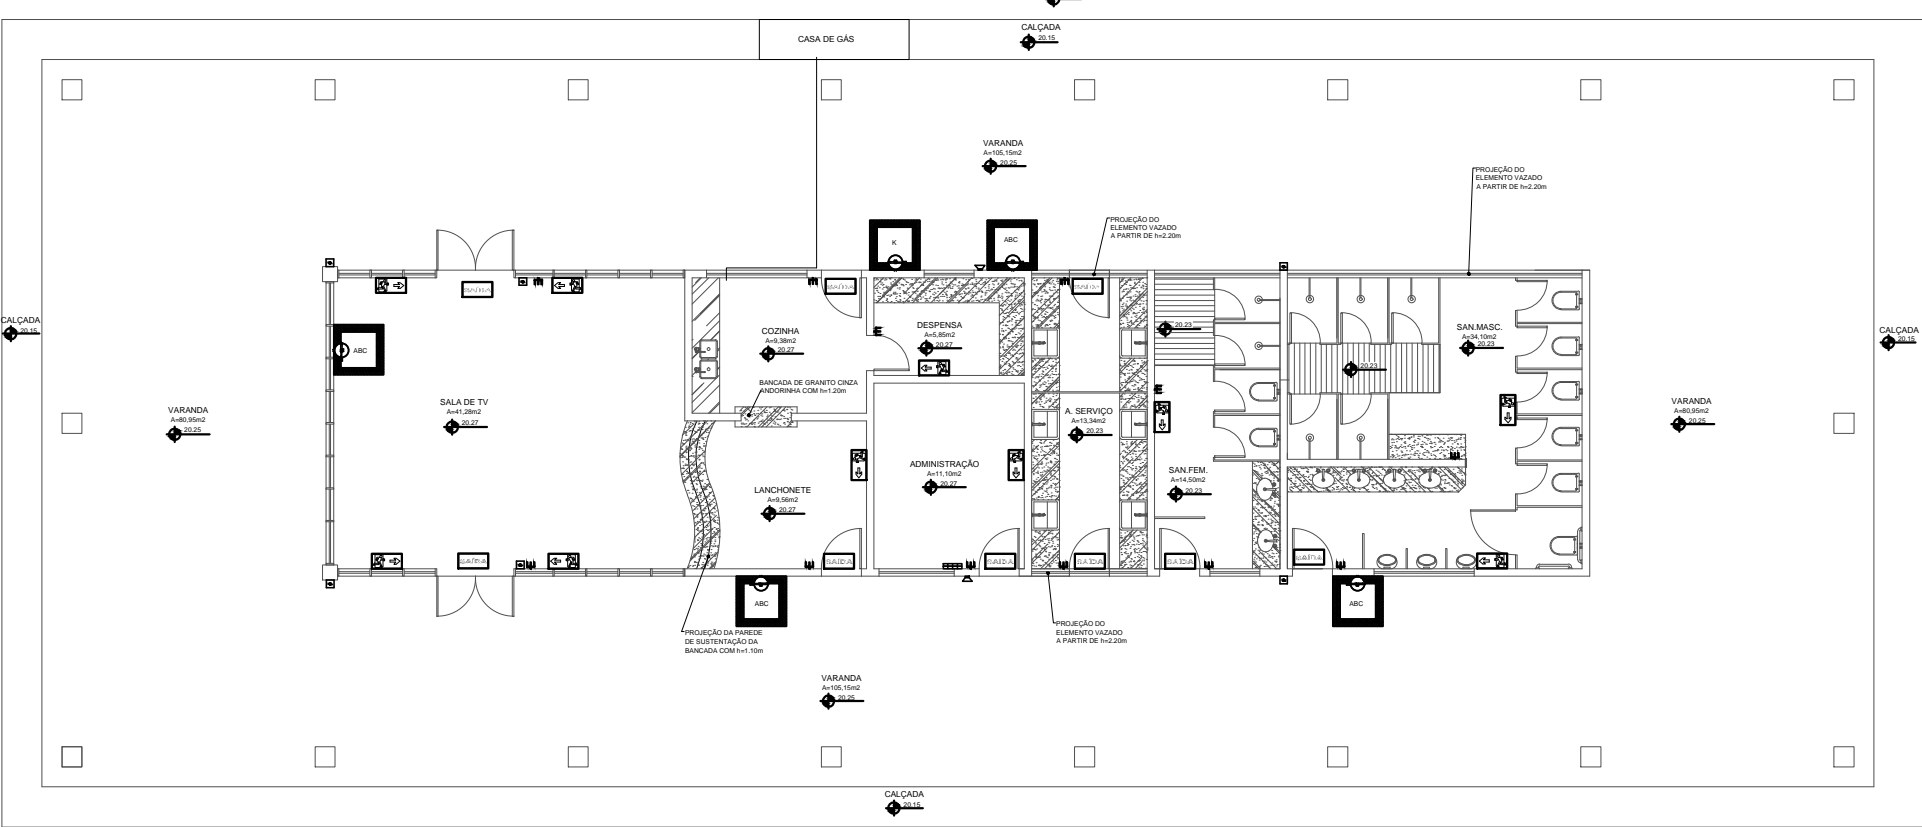 CALÇADA
20.15
CASA DE GÁS
VARANDA
A=105,15m2
20.25
PROJEÇÃO DO
ELEMENTO VAZADO
A PARTIR DE h=2.20m
PROJEÇÃO DO
ELEMENTO VAZADO
A PARTIR DE h=2.20m
K
ABC
SAÍDA
SAÍDA
SAÍDA
CALÇADA
20.15
ABC
COZINHA
A=9,38m2
20.27
DESPENSA
A=5,85m2
20.27
20.23
SAN.MASC.
A=34,10m2
20.23
20.23
CALÇADA
20.15
BANCADA DE GRANITO CINZA
ANDORINHA COM h=1.20m
VARANDA
A=80,95m2
20.25
SALA DE TV
A=41,28m2
20.27
A. SERVIÇO
A=13,34m2
20.23
VARANDA
A=80,95m2
20.25
ADMINISTRAÇÃO
A=11,10m2
20.27
SAN.FEM.
A=14,50m2
20.23
LANCHONETE
A=9,56m2
20.27
SAÍDA
SAÍDA
SAÍDA
SAÍDA
SAÍDA
SAÍDA
ABC
ABC
PROJEÇÃO DA PAREDE
DE SUSTENTAÇÃO DA
BANCADA COM h=1.10m
PROJEÇÃO DO
ELEMENTO VAZADO
A PARTIR DE h=2.20m
VARANDA
A=105,15m2
20.25
CALÇADA
20.15